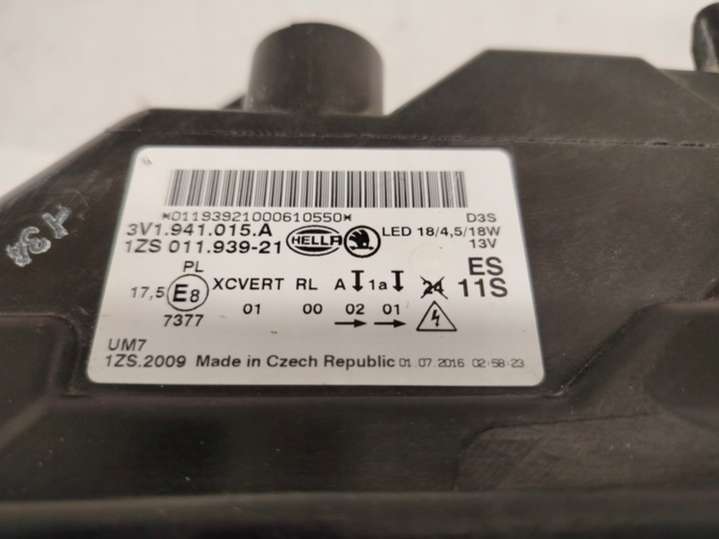 *01193921000610550*
D3S
3V1.941.015.A
LED 18/4,5/18W
1ZS 011.939-21
HELLA
13V
PL
XCVERT RL A 1a
24
ES
17,5 E8
11S
7377
01 00 02 01
UM7
1ZS.2009 Made in Czech Republic 01.07.2016 02:58:23